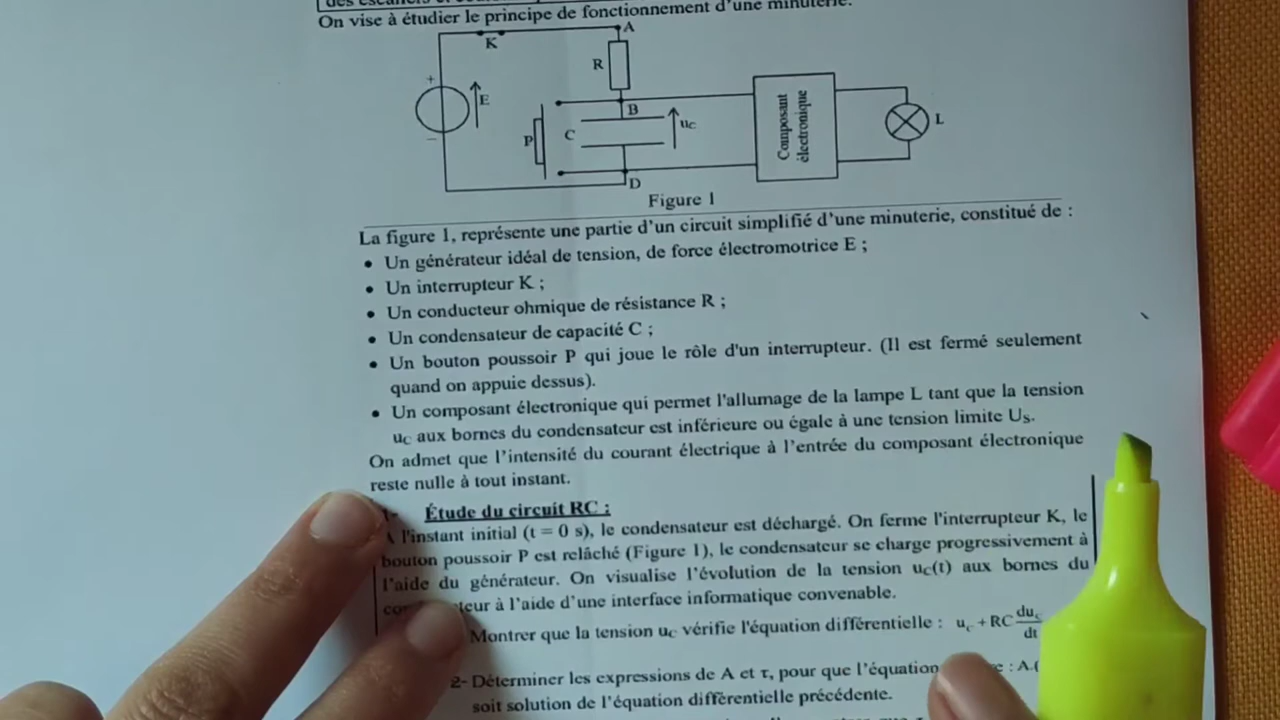 des escaliers et
On vise à étudier le principe de fonctionnement d'une minuterie.
K
A
R
+
E
B
P
C
uC
Composant électronique
L
−
D
Figure 1
La figure 1, représente une partie d'un circuit simplifié d'une minuterie, constitué de :
• Un générateur idéal de tension, de force électromotrice E ;
• Un interrupteur K ;
• Un conducteur ohmique de résistance R ;
• Un condensateur de capacité C ;
• Un bouton poussoir P qui joue le rôle d'un interrupteur. (Il est fermé seulement
quand on appuie dessus).
• Un composant électronique qui permet l'allumage de la lampe L tant que la tension
uC aux bornes du condensateur est inférieure ou égale à une tension limite US.
On admet que l'intensité du courant électrique à l'entrée du composant électronique
reste nulle à tout instant.
Étude du circuit RC :
l'instant initial (t = 0 s), le condensateur est déchargé. On ferme l'interrupteur K, le
bouton poussoir P est relâché (Figure 1), le condensateur se charge progressivement à
l'aide du générateur. On visualise l'évolution de la tension uC(t) aux bornes du
à l'aide d'une interface informatique convenable.
Montrer que la tension uC vérifie l'équation différentielle : uc + RC duc/dt
2- Déterminer les expressions de A et τ, pour que l'équation : A.(
soit solution de l'équation différentielle précédente.